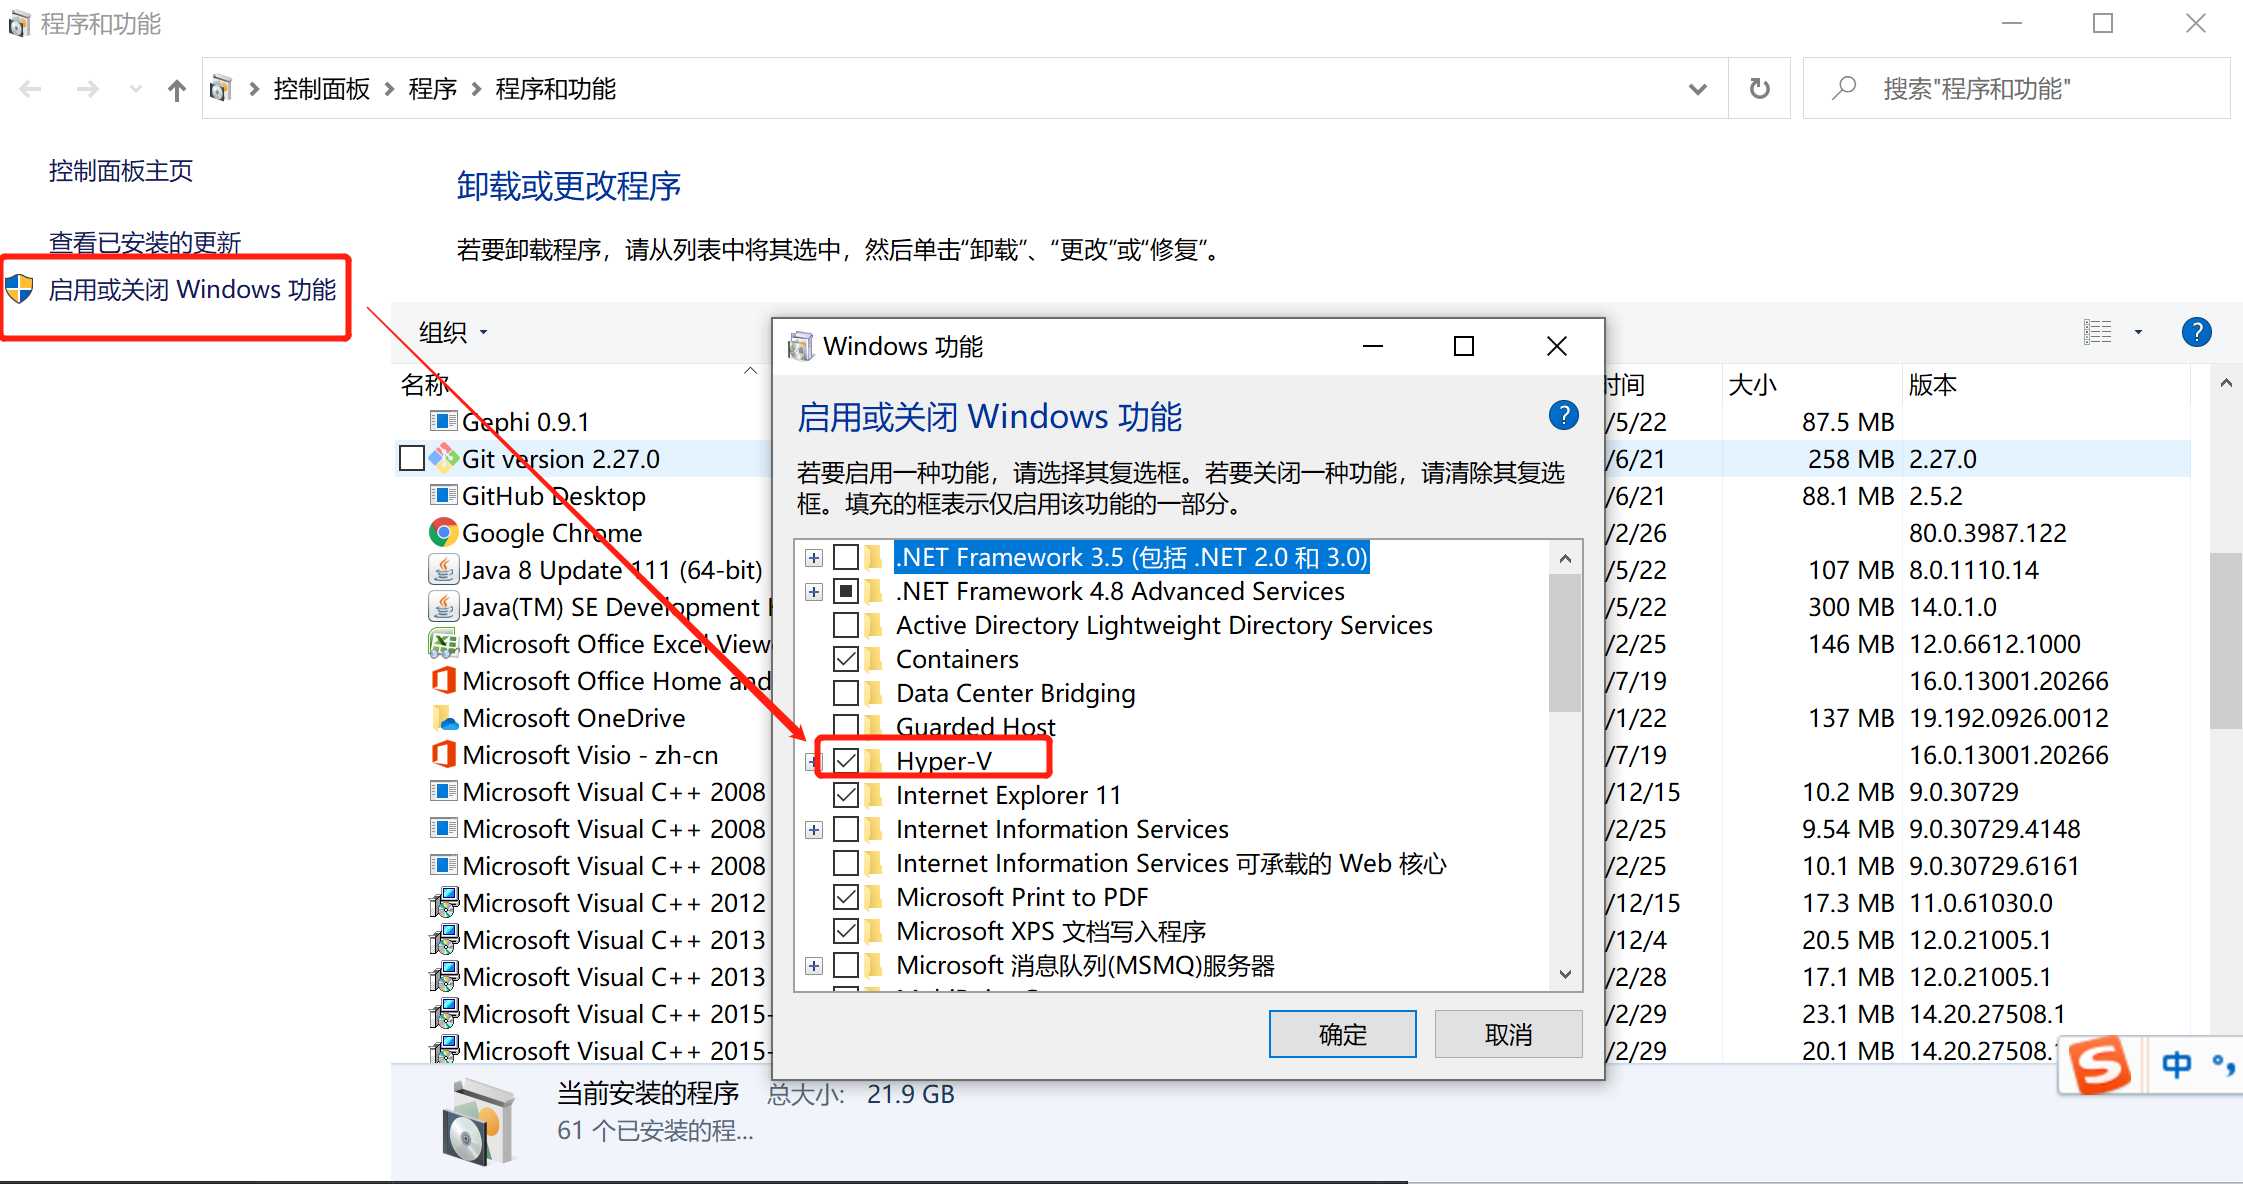 程序和功能
控制面板 程序 程序和功能
搜索"程序和功能"
控制面板主页
查看已安装的更新
启用或关闭 Windows 功能
卸载或更改程序
若要卸载程序，请从列表中将其选中，然后单击“卸载”、“更改”或“修复”。
组织
名称 时间 大小 版本
Gephi 0.9.1 /5/22 87.5 MB
Git version 2.27.0 /6/21 258 MB 2.27.0
GitHub Desktop /6/21 88.1 MB 2.5.2
Google Chrome /2/26 80.0.3987.122
Java 8 Update 111 (64-bit) /5/22 107 MB 8.0.1110.14
Java(TM) SE Development /5/22 300 MB 14.0.1.0
Microsoft Office Excel View /2/25 146 MB 12.0.6612.1000
Microsoft Office Home and /7/19 16.0.13001.20266
Microsoft OneDrive /1/22 137 MB 19.192.0926.0012
Microsoft Visio - zh-cn /7/19 16.0.13001.20266
Microsoft Visual C++ 2008 /12/15 10.2 MB 9.0.30729
Microsoft Visual C++ 2008 /2/25 9.54 MB 9.0.30729.4148
Microsoft Visual C++ 2008 /2/25 10.1 MB 9.0.30729.6161
Microsoft Visual C++ 2012 /12/15 17.3 MB 11.0.61030.0
Microsoft Visual C++ 2013 /12/4 20.5 MB 12.0.21005.1
Microsoft Visual C++ 2013 /2/28 17.1 MB 12.0.21005.1
Microsoft Visual C++ 2015- /2/29 23.1 MB 14.20.27508.1
Microsoft Visual C++ 2015- /2/29 20.1 MB 14.20.27508.
当前安装的程序 总大小: 21.9 GB
61 个已安装的程...
Windows 功能
启用或关闭 Windows 功能
若要启用一种功能，请选择其复选框。若要关闭一种功能，请清除其复选
框。填充的框表示仅启用该功能的一部分。
.NET Framework 3.5 (包括 .NET 2.0 和 3.0)
.NET Framework 4.8 Advanced Services
Active Directory Lightweight Directory Services
Containers
Data Center Bridging
Guarded Host
Hyper-V
Internet Explorer 11
Internet Information Services
Internet Information Services 可承载的 Web 核心
Microsoft Print to PDF
Microsoft XPS 文档写入程序
Microsoft 消息队列(MSMQ)服务器
确定 取消
S 中 °,